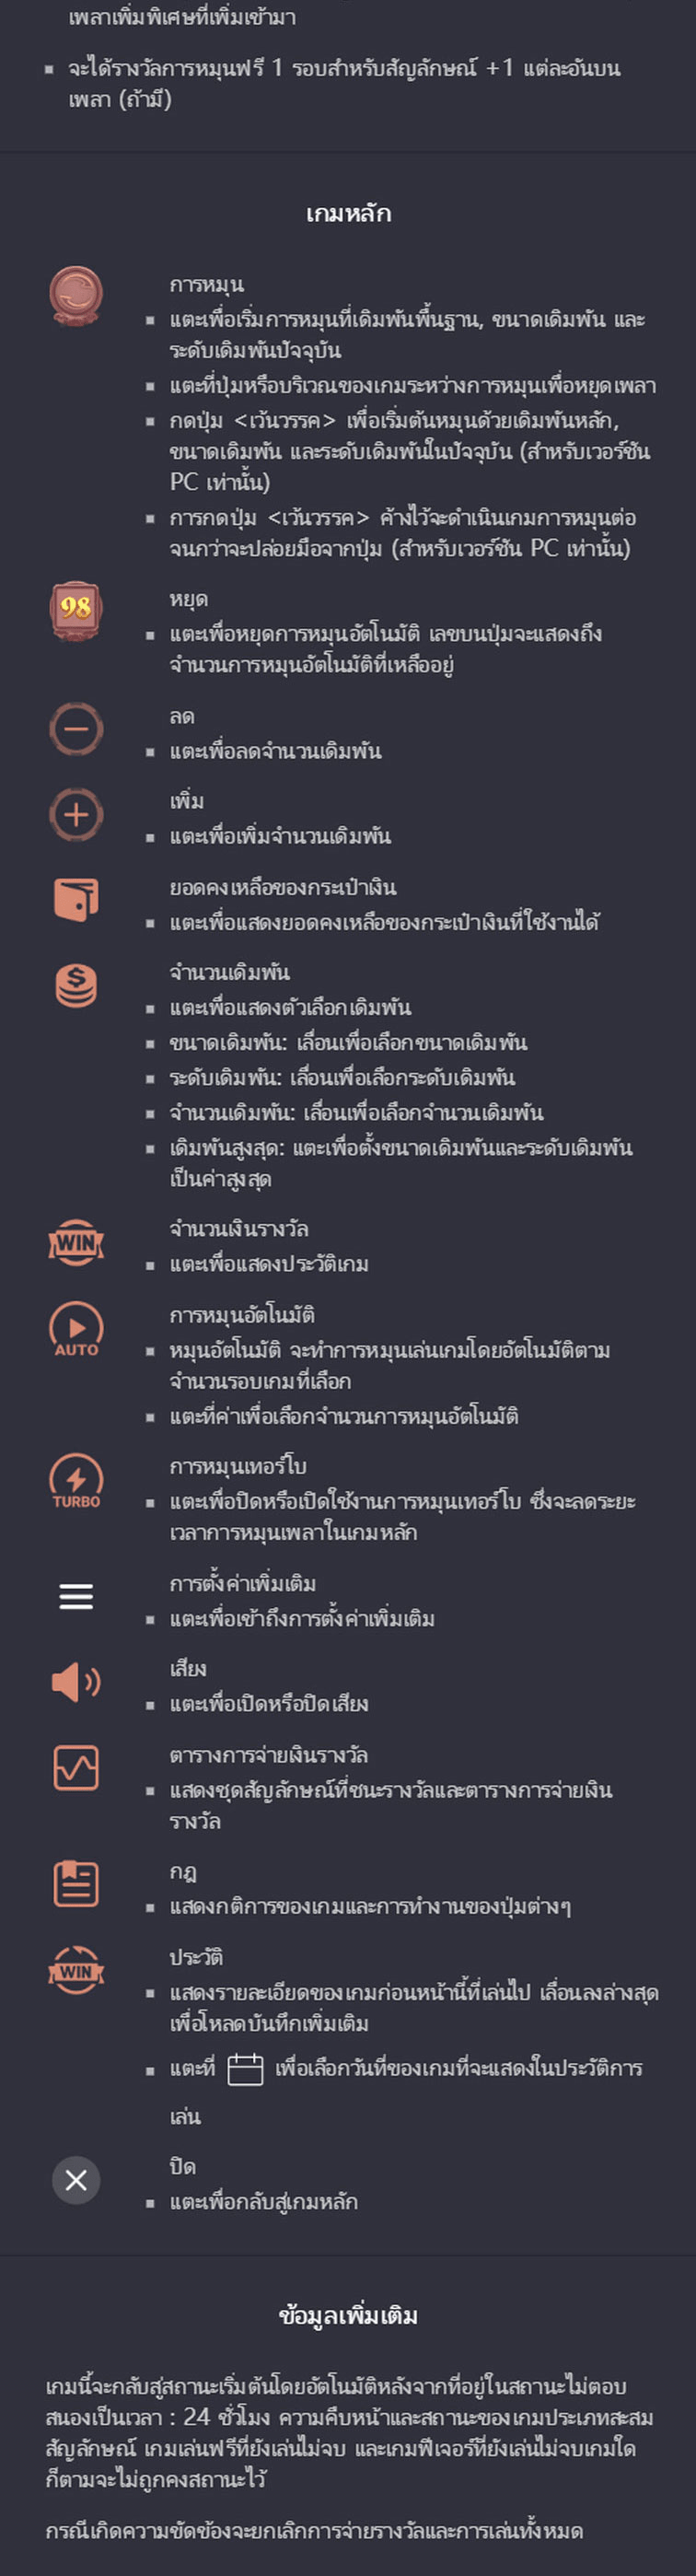 เพลาเพิ่มพิเศษที่เพิ่มเข้ามา
▪ จะได้รางวัลการหมุนฟรี 1 รอบสำหรับสัญลักษณ์ +1 แต่ละอันบน
เพลา (ถ้ามี)
เกมหลัก
การหมุน
▪ แตะเพื่อเริ่มการหมุนที่เดิมพันพื้นฐาน, ขนาดเดิมพัน และ
ระดับเดิมพันปัจจุบัน
▪ แตะที่ปุ่มหรือบริเวณของเกมระหว่างการหมุนเพื่อหยุดเพลา
▪ กดปุ่ม <เว้นวรรค> เพื่อเริ่มต้นหมุนด้วยเดิมพันหลัก,
ขนาดเดิมพัน และระดับเดิมพันในปัจจุบัน (สำหรับเวอร์ชัน
PC เท่านั้น)
▪ การกดปุ่ม <เว้นวรรค> ค้างไว้จะดำเนินเกมการหมุนต่อ
จนกว่าจะปล่อยมือจากปุ่ม (สำหรับเวอร์ชัน PC เท่านั้น)
98
หยุด
▪ แตะเพื่อหยุดการหมุนอัตโนมัติ เลขบนปุ่มจะแสดงถึง
จำนวนการหมุนอัตโนมัติที่เหลืออยู่
ลด
▪ แตะเพื่อลดจำนวนเดิมพัน
เพิ่ม
▪ แตะเพื่อเพิ่มจำนวนเดิมพัน
ยอดคงเหลือของกระเป๋าเงิน
▪ แตะเพื่อแสดงยอดคงเหลือของกระเป๋าเงินที่ใช้งานได้
จำนวนเดิมพัน
▪ แตะเพื่อแสดงตัวเลือกเดิมพัน
▪ ขนาดเดิมพัน: เลื่อนเพื่อเลือกขนาดเดิมพัน
▪ ระดับเดิมพัน: เลื่อนเพื่อเลือกระดับเดิมพัน
▪ จำนวนเดิมพัน: เลื่อนเพื่อเลือกจำนวนเดิมพัน
▪ เดิมพันสูงสุด: แตะเพื่อตั้งขนาดเดิมพันและระดับเดิมพัน
เป็นค่าสูงสุด
WIN
จำนวนเงินรางวัล
▪ แตะเพื่อแสดงประวัติเกม
AUTO
การหมุนอัตโนมัติ
▪ หมุนอัตโนมัติ จะทำการหมุนเล่นเกมโดยอัตโนมัติตาม
จำนวนรอบเกมที่เลือก
▪ แตะที่ค่าเพื่อเลือกจำนวนการหมุนอัตโนมัติ
TURBO
การหมุนเทอร์โบ
▪ แตะเพื่อปิดหรือเปิดใช้งานการหมุนเทอร์โบ ซึ่งจะลดระยะ
เวลาการหมุนเพลาในเกมหลัก
การตั้งค่าเพิ่มเติม
▪ แตะเพื่อเข้าถึงการตั้งค่าเพิ่มเติม
เสียง
▪ แตะเพื่อเปิดหรือปิดเสียง
ตารางการจ่ายเงินรางวัล
▪ แสดงชุดสัญลักษณ์ที่ชนะรางวัลและตารางการจ่ายเงิน
รางวัล
กฎ
▪ แสดงกติการของเกมและการทำงานของปุ่มต่างๆ
WIN
ประวัติ
▪ แสดงรายละเอียดของเกมก่อนหน้านี้ที่เล่นไป เลื่อนลงล่างสุด
เพื่อโหลดบันทึกเพิ่มเติม
▪ แตะที่ เพื่อเลือกวันที่ของเกมที่จะแสดงในประวัติการ
เล่น
ปิด
▪ แตะเพื่อกลับสู่เกมหลัก
ข้อมูลเพิ่มเติม
เกมนี้จะกลับสู่สถานะเริ่มต้นโดยอัตโนมัติหลังจากที่อยู่ในสถานะไม่ตอบ
สนองเป็นเวลา : 24 ชั่วโมง ความคืบหน้าและสถานะของเกมประเภทสะสม
สัญลักษณ์ เกมเล่นฟรีที่ยังเล่นไม่จบ และเกมฟีเจอร์ที่ยังเล่นไม่จบเกมใด
ก็ตามจะไม่ถูกคงสถานะไว้
กรณีเกิดความขัดข้องจะยกเลิกการจ่ายรางวัลและการเล่นทั้งหมด